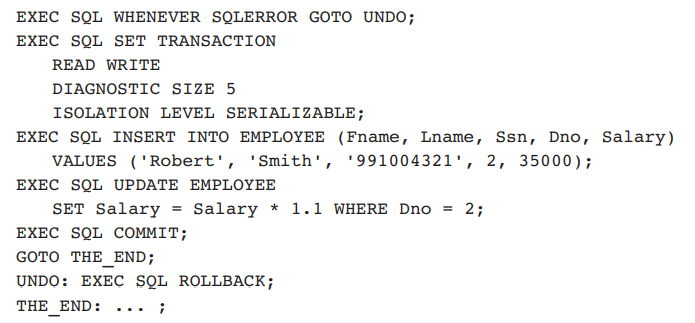 EXEC SQL WHENEVER SQLERROR GOTO UNDO;
EXEC SQL SET TRANSACTION
READ WRITE
DIAGNOSTIC SIZE 5
ISOLATION LEVEL SERIALIZABLE;
EXEC SQL INSERT INTO EMPLOYEE (Fname, Lname, Ssn, Dno, Salary)
VALUES ('Robert', 'Smith', '991004321', 2, 35000);
EXEC SQL UPDATE EMPLOYEE
SET Salary = Salary * 1.1 WHERE Dno = 2;
EXEC SQL COMMIT;
GOTO THE_END;
UNDO: EXEC SQL ROLLBACK;
THE_END: ... ;